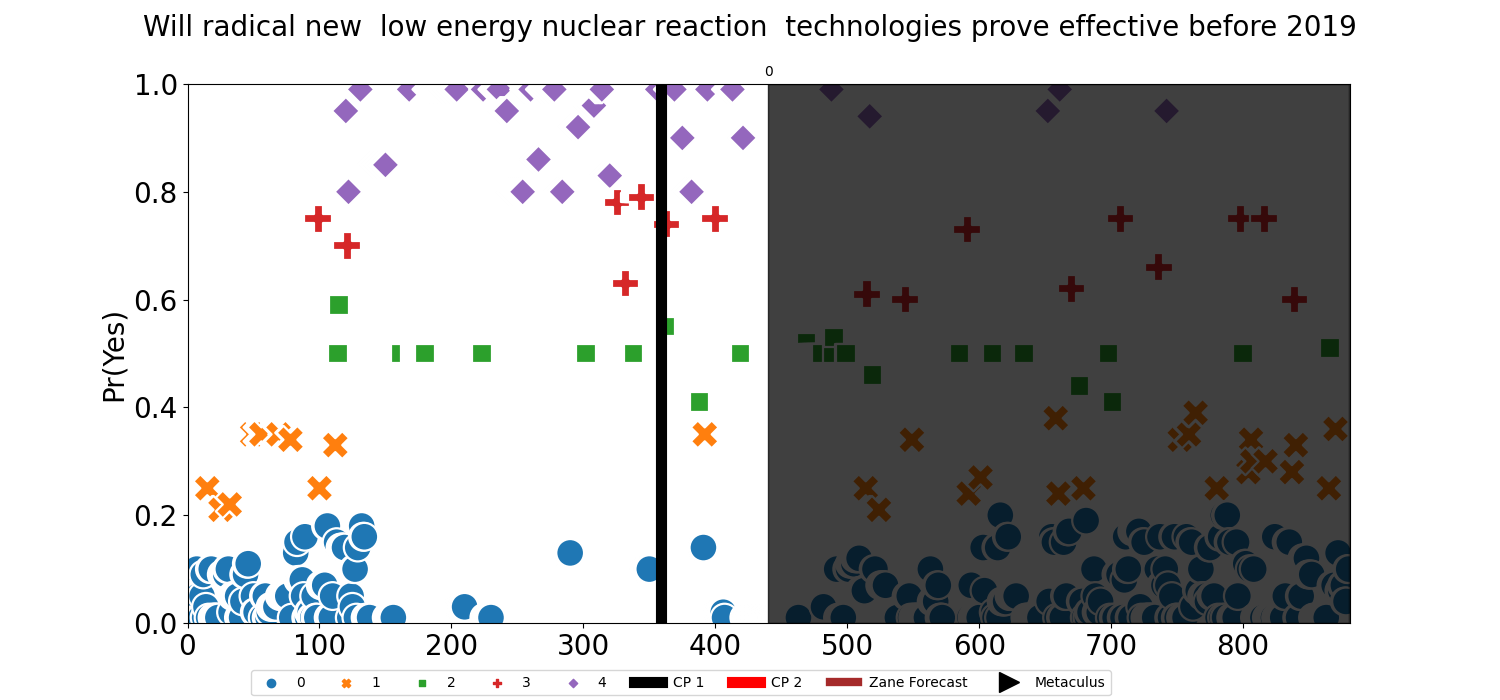 Will radical new  low energy nuclear reaction  technologies prove effective before 2019
0
Pr(Yes)
1.0
0.8
0.6
0.4
0.2
0.0
0 100 200 300 400 500 600 700 800
0 1 2 3 4 CP 1 CP 2 Zane Forecast Metaculus